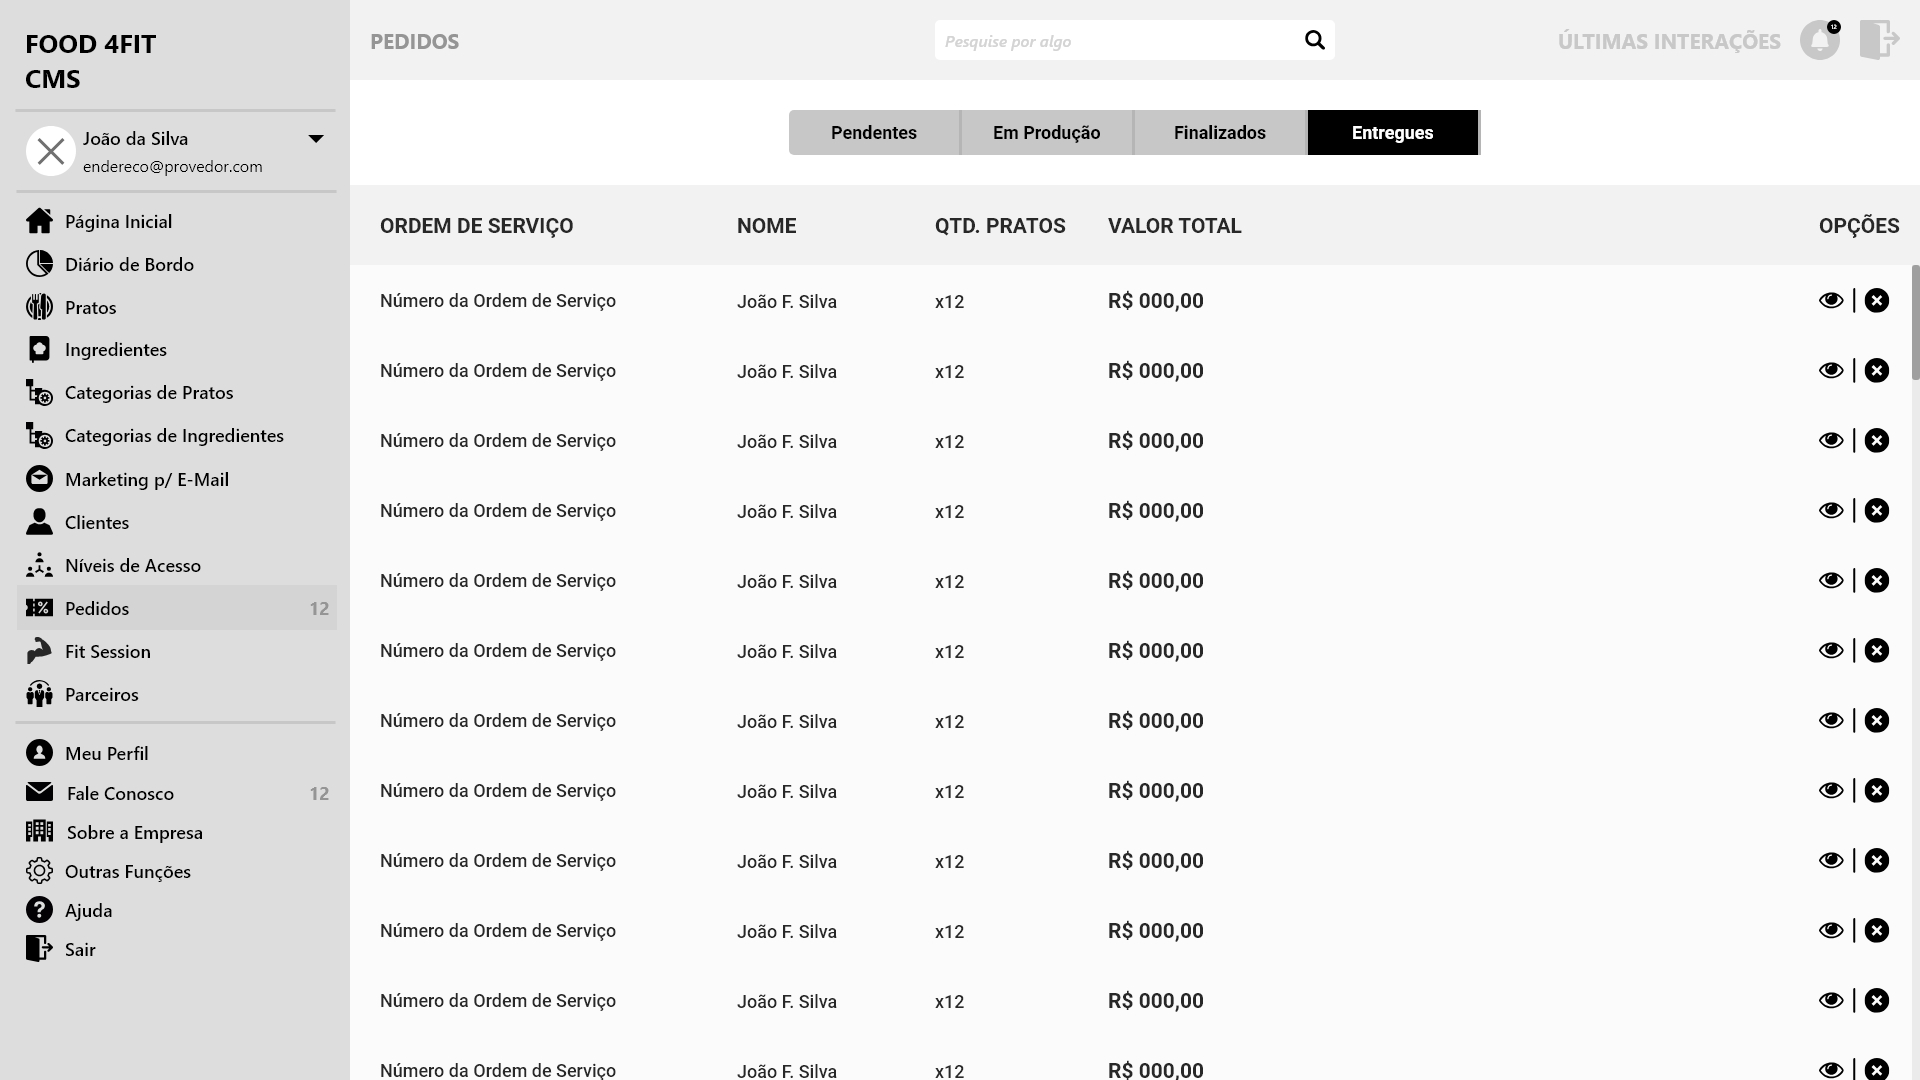 FOOD 4FIT
CMS
João da Silva
endereco@provedor.com
Página Inicial
Diário de Bordo
Pratos
Ingredientes
Categorias de Pratos
Categorias de Ingredientes
Marketing p/ E-Mail
Clientes
Níveis de Acesso
Pedidos 12
Fit Session
Parceiros
Meu Perfil
Fale Conosco 12
Sobre a Empresa
Outras Funções
Ajuda
Sair
PEDIDOS
Pesquise por algo
ÚLTIMAS INTERAÇÕES
12
Pendentes Em Produção Finalizados Entregues
ORDEM DE SERVIÇO NOME QTD. PRATOS VALOR TOTAL OPÇÕES
Número da Ordem de Serviço João F. Silva x12 R$ 000,00
Número da Ordem de Serviço João F. Silva x12 R$ 000,00
Número da Ordem de Serviço João F. Silva x12 R$ 000,00
Número da Ordem de Serviço João F. Silva x12 R$ 000,00
Número da Ordem de Serviço João F. Silva x12 R$ 000,00
Número da Ordem de Serviço João F. Silva x12 R$ 000,00
Número da Ordem de Serviço João F. Silva x12 R$ 000,00
Número da Ordem de Serviço João F. Silva x12 R$ 000,00
Número da Ordem de Serviço João F. Silva x12 R$ 000,00
Número da Ordem de Serviço João F. Silva x12 R$ 000,00
Número da Ordem de Serviço João F. Silva x12 R$ 000,00
Número da Ordem de Serviço João F. Silva x12 R$ 000,00